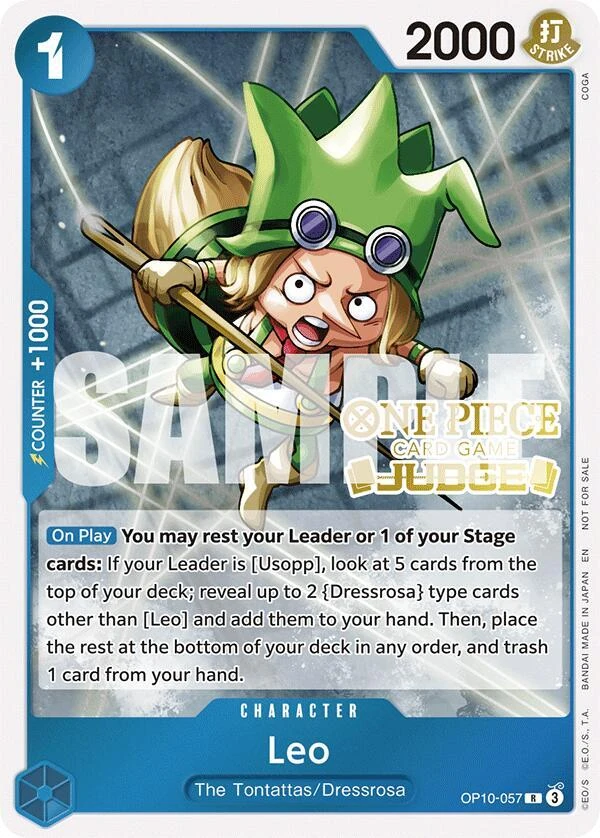 1
2000
打
STRIKE
COGA
COUNTER +1000
SAMPLE
ONE PIECE
CARD GAME
JUDGE
On Play You may rest your Leader or 1 of your Stage
cards: If your Leader is [Usopp], look at 5 cards from the
top of your deck; reveal up to 2 {Dressrosa} type cards
other than [Leo] and add them to your hand. Then, place
the rest at the bottom of your deck in any order, and trash
1 card from your hand.
CHARACTER
Leo
The Tontattas/Dressrosa
OP10-057 R 3
©EO/S ©E.O./S., T.A. BANDAI MADE IN JAPAN EN NOT FOR SALE